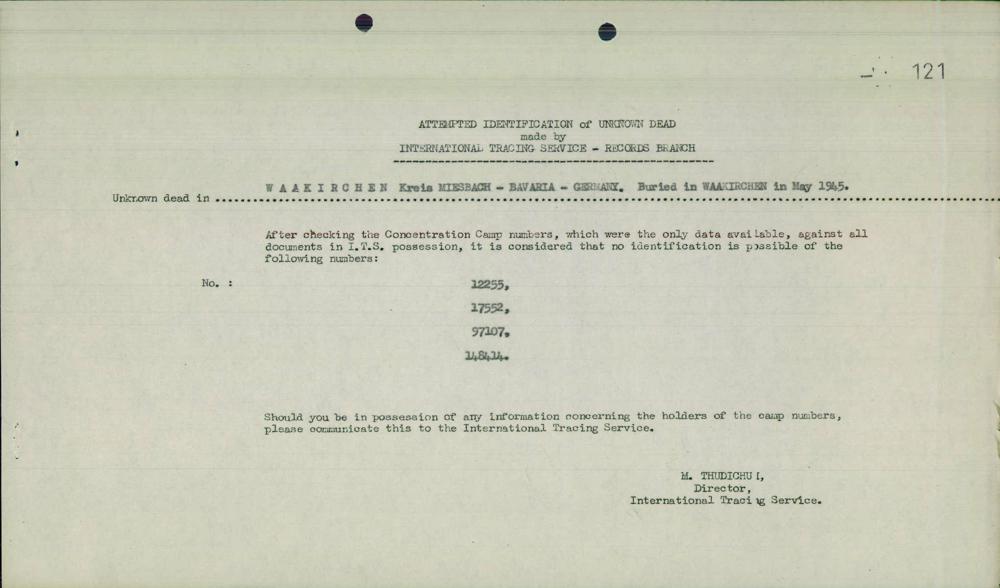 121
ATTEMPTED IDENTIFICATION of UNKNOWN DEAD
made by
INTERNATIONAL TRACING SERVICE - RECORDS BRANCH
Unknown dead in W A A K I R C H E N Kreis MIESBACH - BAVARIA - GERMANY. Buried in WAAKIRCHEN in May 1945.
After checking the Concentration Camp numbers, which were the only data available, against all
documents in I.T.S. possession, it is considered that no identification is possible of the
following numbers:
No. : 12255,
17552,
97107,
148414.
Should you be in possession of any information concerning the holders of the camp numbers,
please communicate this to the International Tracing Service.
M. THUDICHUM,
Director,
International Tracing Service.